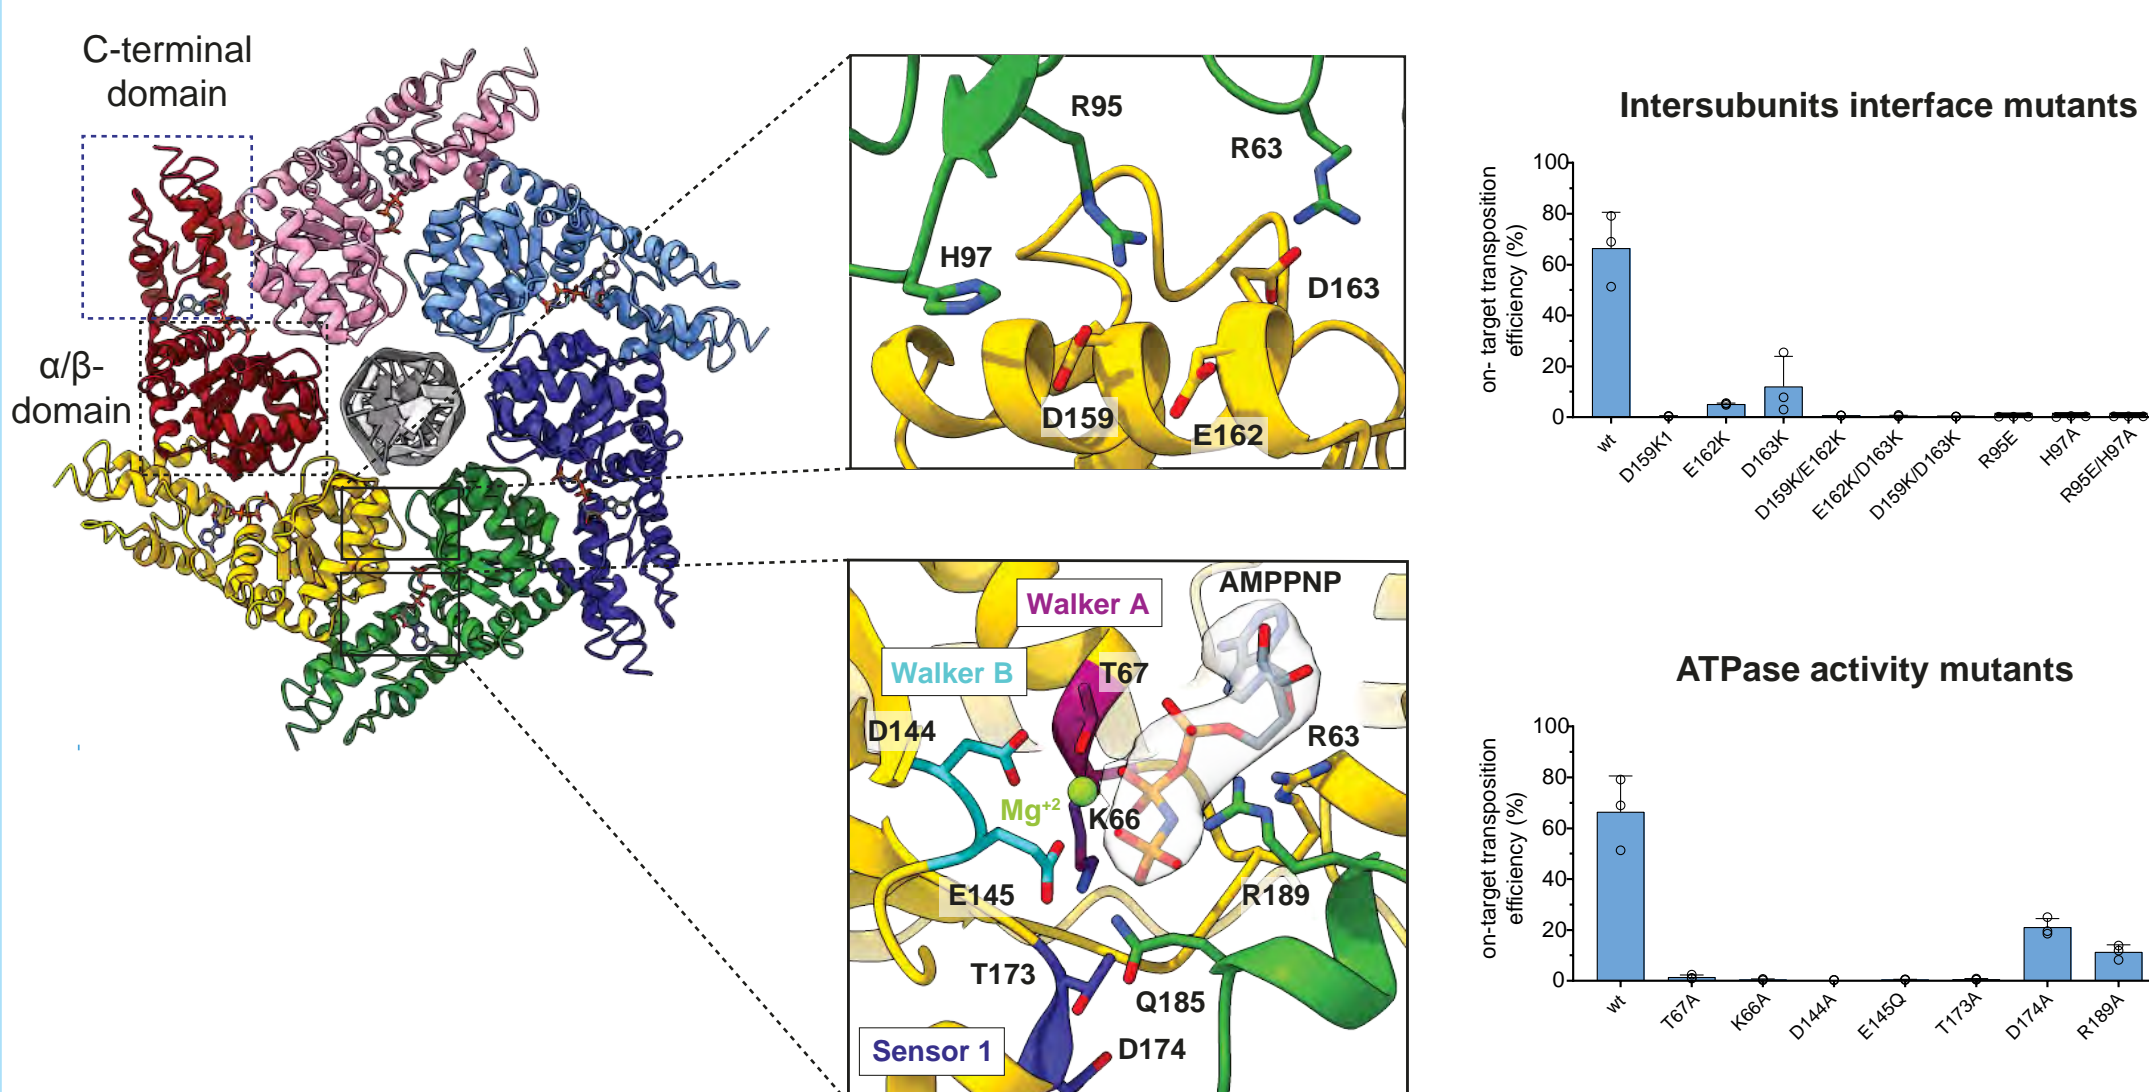 C-terminal
domain
α/β-
domain
R95
R63
H97
D163
D159
E162
Intersubunits interface mutants
on- target transposition
efficiency (%)
100
80
60
40
20
0
wt
D159K1
E162K
D163K
D159K/E162K
E162K/D163K
D159K/D163K
R95E
H97A
R95E/H97A
AMPPNP
Walker A
Walker B
T67
D144
R63
Mg+2
K66
E145
R189
T173
Q185
Sensor 1
D174
ATPase activity mutants
on-target transposition
efficiency (%)
100
80
60
40
20
0
wt
T67A
K66A
D144A
E145Q
T173A
D174A
R189A